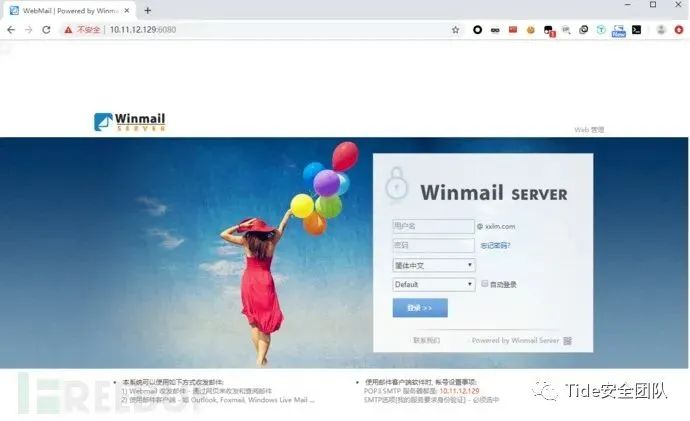 WebMail | Powered by Winma
不安全 | 10.11.12.129:6080
New
Winmail
SERVER
Web 管理
Winmail SERVER
用户名 @ xxlm.com
密码 忘记密码?
简体中文
Default 自动登录
登录 >>
联系我们 Powered by Winmail Server
本系统可以使用如下方式收发邮件:
1) Webmail 收发邮件 - 通过网页来收发和查阅邮件
2) 使用邮件客户端 - 如 Outlook, Foxmail, Windows Live Mail ...
使用邮件客户端软件时, 帐号设置事项:
POP3 SMTP 服务器都是: 10.11.12.129
SMTP选项[我的服务要求身份验证] - 必须选中
FREEBUF
Tide安全团队